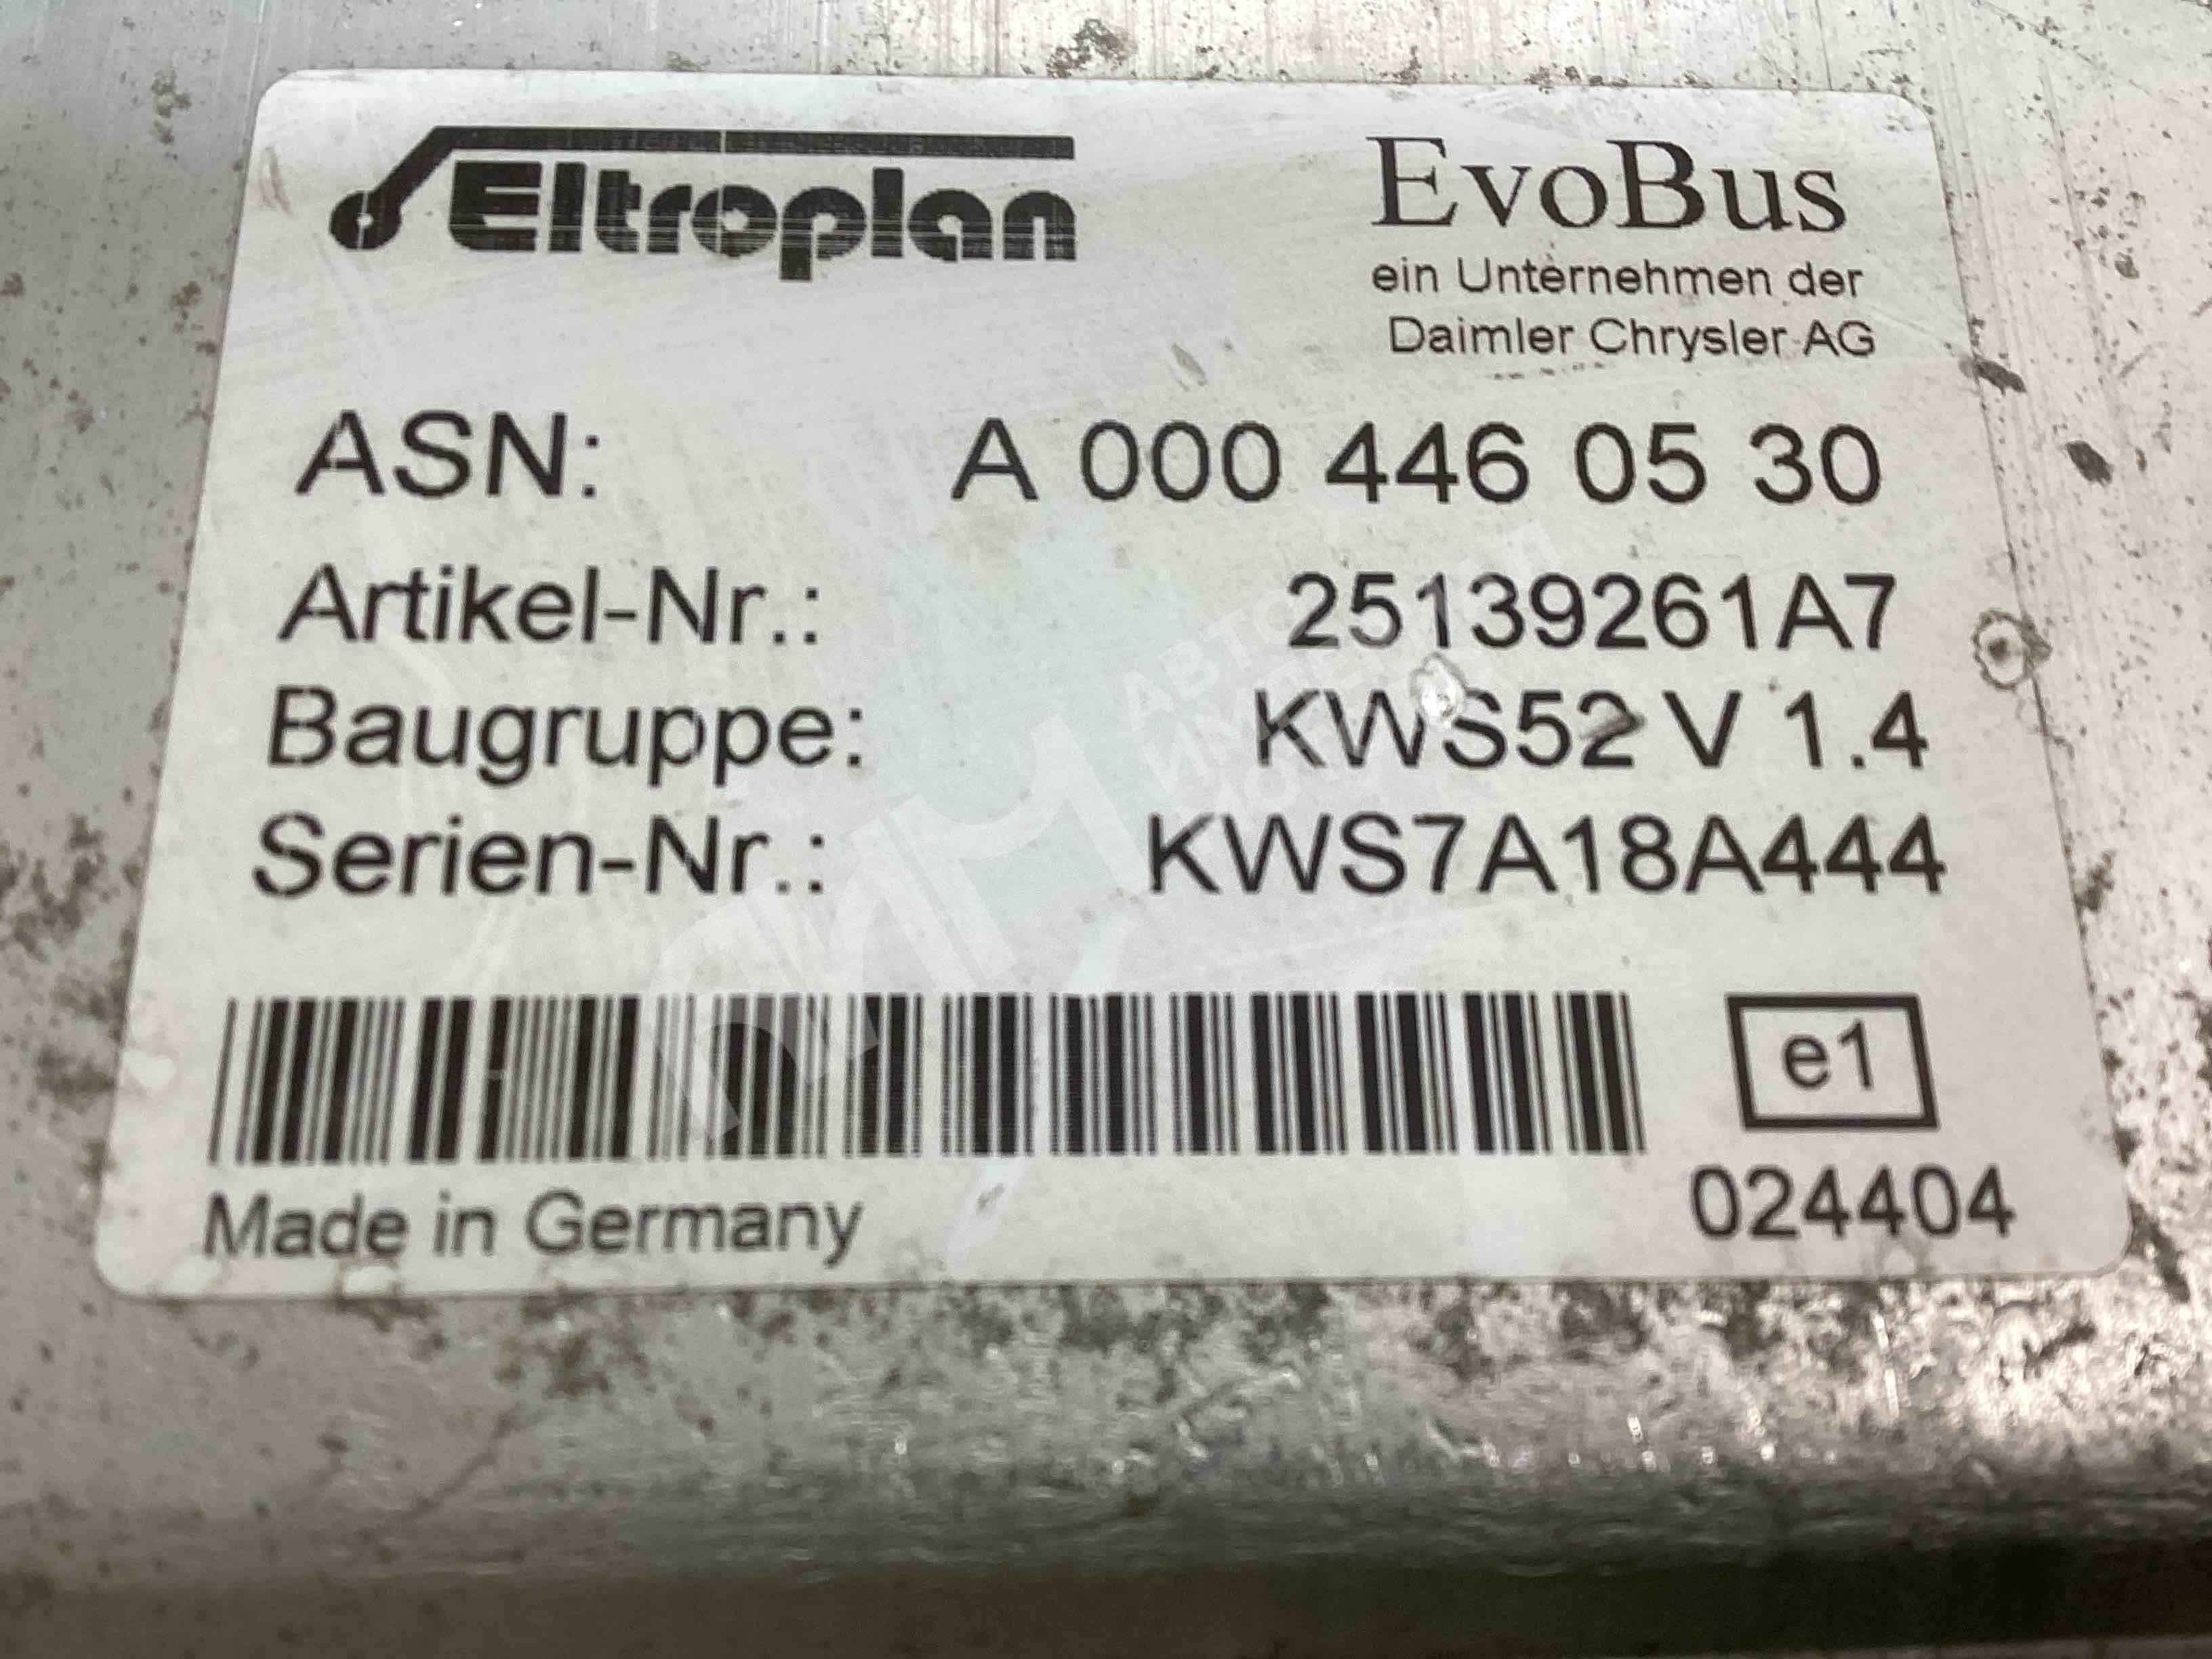 Eltroplan
EvoBus
ein Unternehmen der
Daimler Chrysler AG
ASN: A 000 446 05 30
Artikel-Nr.: 25139261A7
Baugruppe: KWS52 V 1.4
Serien-Nr.: KWS7A18A444
e1
Made in Germany
024404